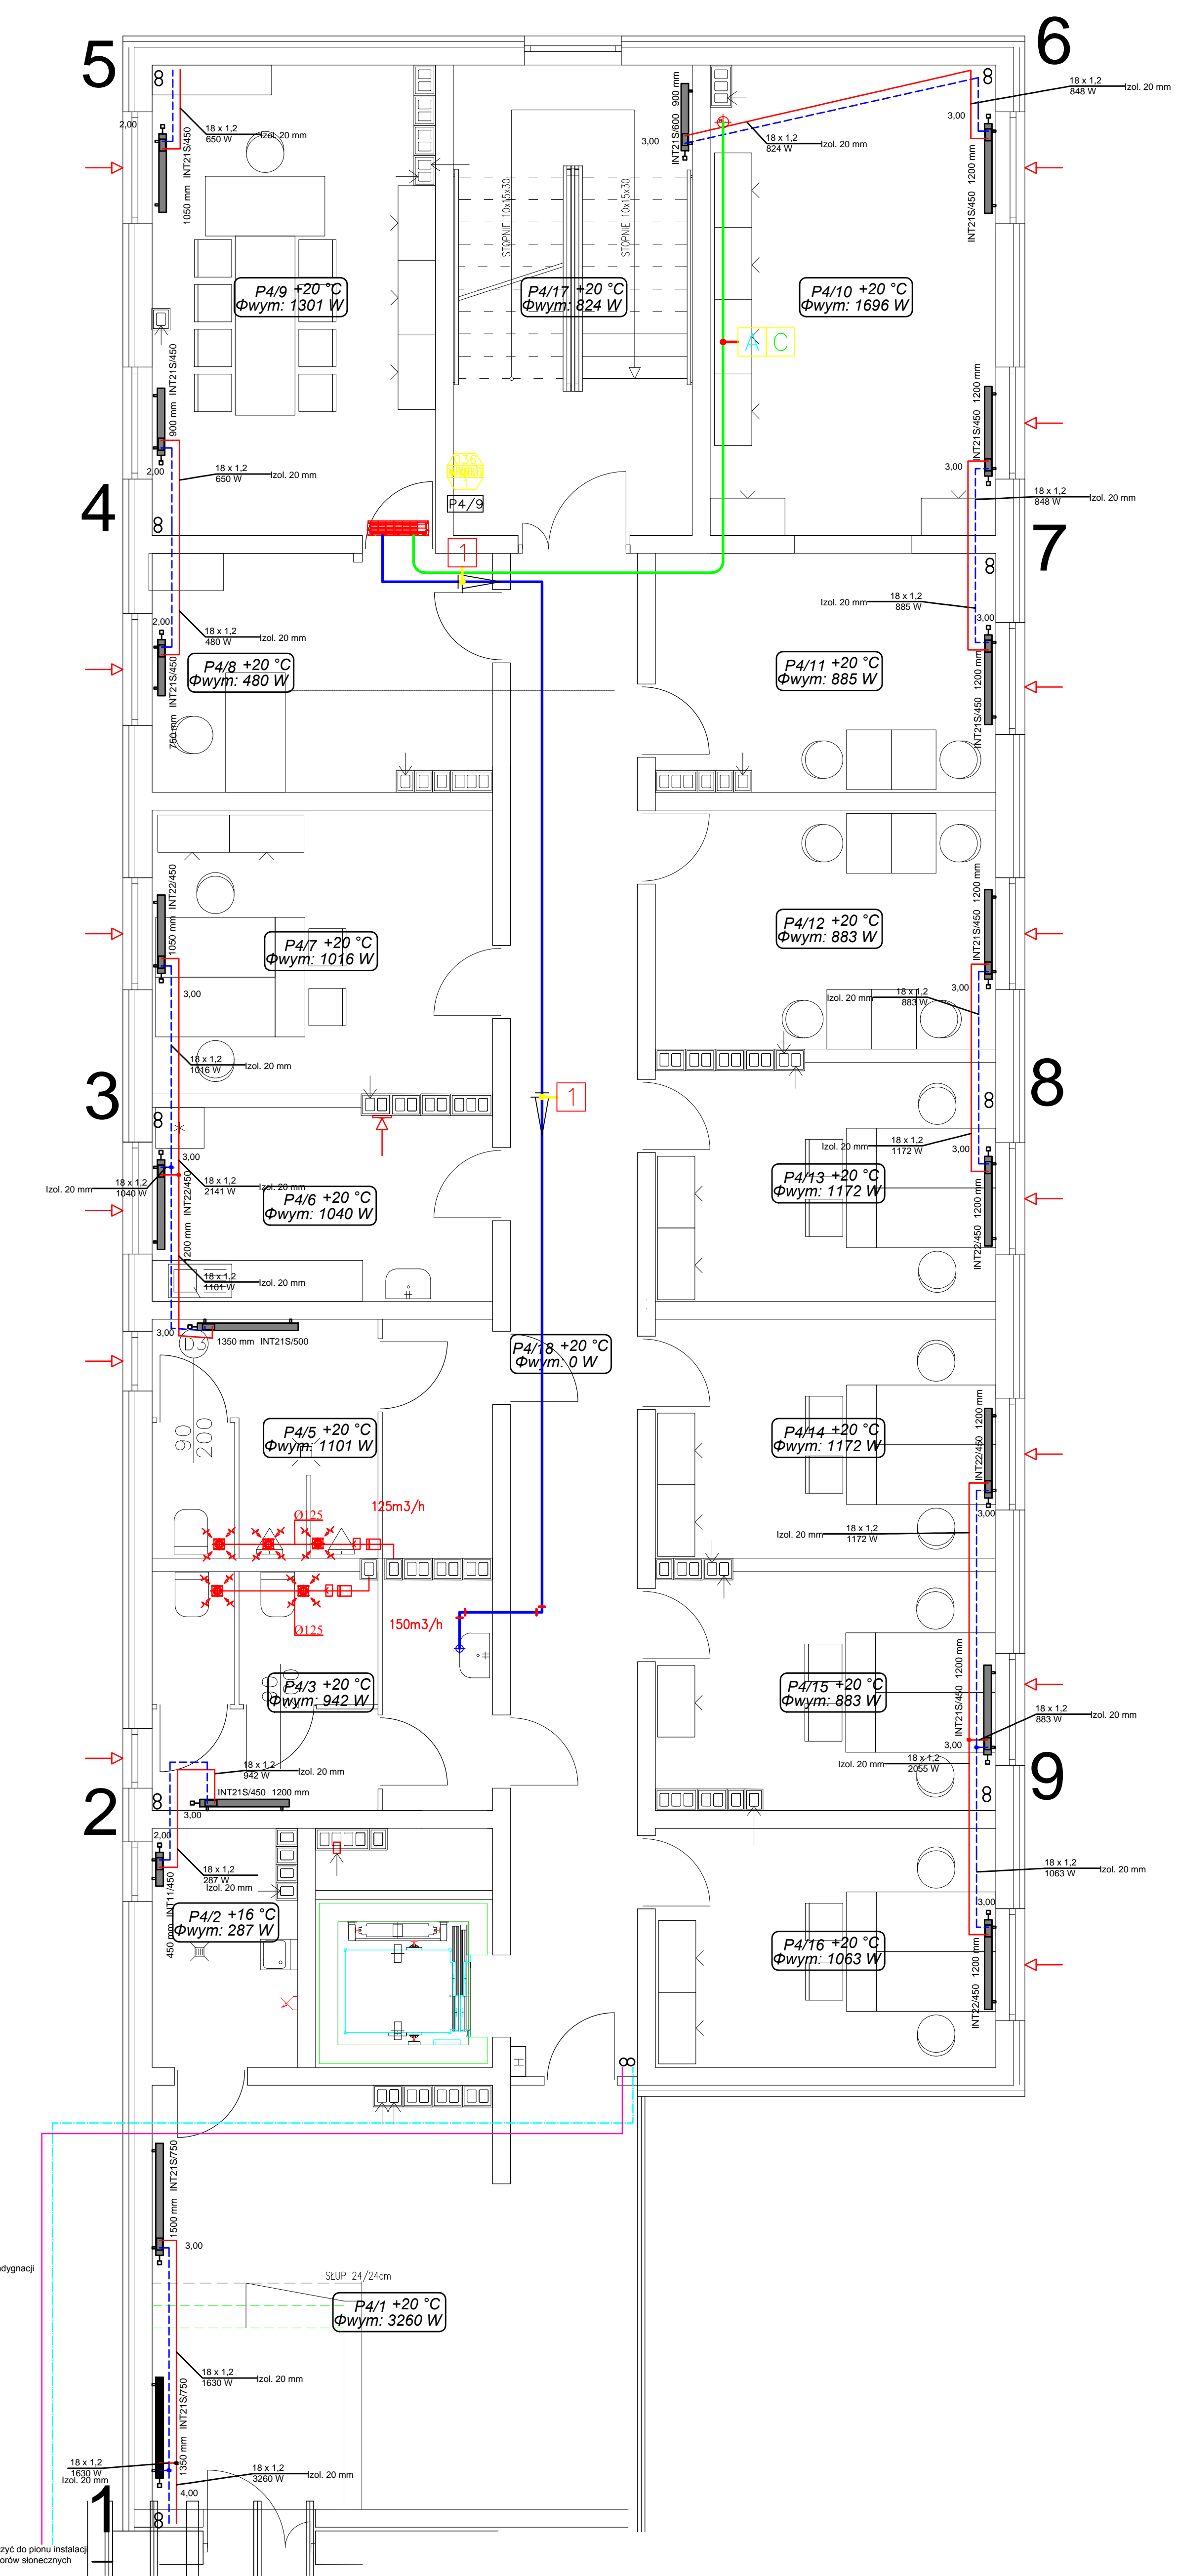 5
6
18 x 1,2
848 W
Izol. 20 mm
2,00
18 x 1,2
650 W
Izol. 20 mm
1050 mm INT21S/450
INT21S/600 900 mm
3,00
18 x 1,2
824 W
Izol. 20 mm
3,00
INT21S/450 1200 mm
STOPNIE 10x15x30
STOPNIE 10x15x30
P4/9 +20 °C
Φwym: 1301 W
P4/17 +20 °C
Φwym: 824 W
P4/10 +20 °C
Φwym: 1696 W
A C
900 mm INT21S/450
2,00
18 x 1,2
650 W
Izol. 20 mm
036
1
P4/9
INT21S/450 1200 mm
3,00
18 x 1,2
848 W
Izol. 20 mm
4
7
1
18 x 1,2
885 W
Izol. 20 mm
3,00
2,00
18 x 1,2
480 W
Izol. 20 mm
P4/8 +20 °C
Φwym: 480 W
750 mm INT21S/450
P4/11 +20 °C
Φwym: 885 W
INT21S/450 1200 mm
1050 mm INT22/450
P4/7 +20 °C
Φwym: 1016 W
3,00
INT21S/450 1200 mm
P4/12 +20 °C
Φwym: 883 W
3,00
18 x 1,2
883 W
Izol. 20 mm
18 x 1,2
1016 W
Izol. 20 mm
3
8
1
3,00
18 x 1,2
1040 W
Izol. 20 mm
18 x 1,2
2141 W
Izol. 20 mm
1200 mm INT22/450
P4/6 +20 °C
Φwym: 1040 W
18 x 1,2
1172 W
Izol. 20 mm
3,00
P4/13 +20 °C
Φwym: 1172 W
INT22/450 1200 mm
18 x 1,2
1101 W
Izol. 20 mm
3,00
1350 mm INT21S/500
D3
P4/18 +20 °C
Φwym: 0 W
90
200
P4/5 +20 °C
Φwym: 1101 W
P4/14 +20 °C
Φwym: 1172 W
INT22/450 1200 mm
3,00
18 x 1,2
1172 W
Izol. 20 mm
Ø125
125m3/h
Ø125
150m3/h
P4/3 +20 °C
Φwym: 942 W
P4/15 +20 °C
Φwym: 883 W
INT21S/450 1200 mm
3,00
18 x 1,2
883 W
Izol. 20 mm
18 x 1,2
2055 W
Izol. 20 mm
9
18 x 1,2
942 W
Izol. 20 mm
INT21S/450 1200 mm
3,00
2
2,00
18 x 1,2
287 W
Izol. 20 mm
450 mm INT11/450
P4/2 +16 °C
Φwym: 287 W
18 x 1,2
1063 W
Izol. 20 mm
3,00
P4/16 +20 °C
Φwym: 1063 W
INT22/450 1200 mm
H
1500 mm INT21S/750
3,00
dygnacji
SŁUP 24/24cm
P4/1 +20 °C
Φwym: 3260 W
18 x 1,2
1630 W
Izol. 20 mm
1350 mm INT21S/750
18 x 1,2
1630 W
Izol. 20 mm
18 x 1,2
3260 W
Izol. 20 mm
4,00
1
zyć do pionu instalacji
orów słonecznych